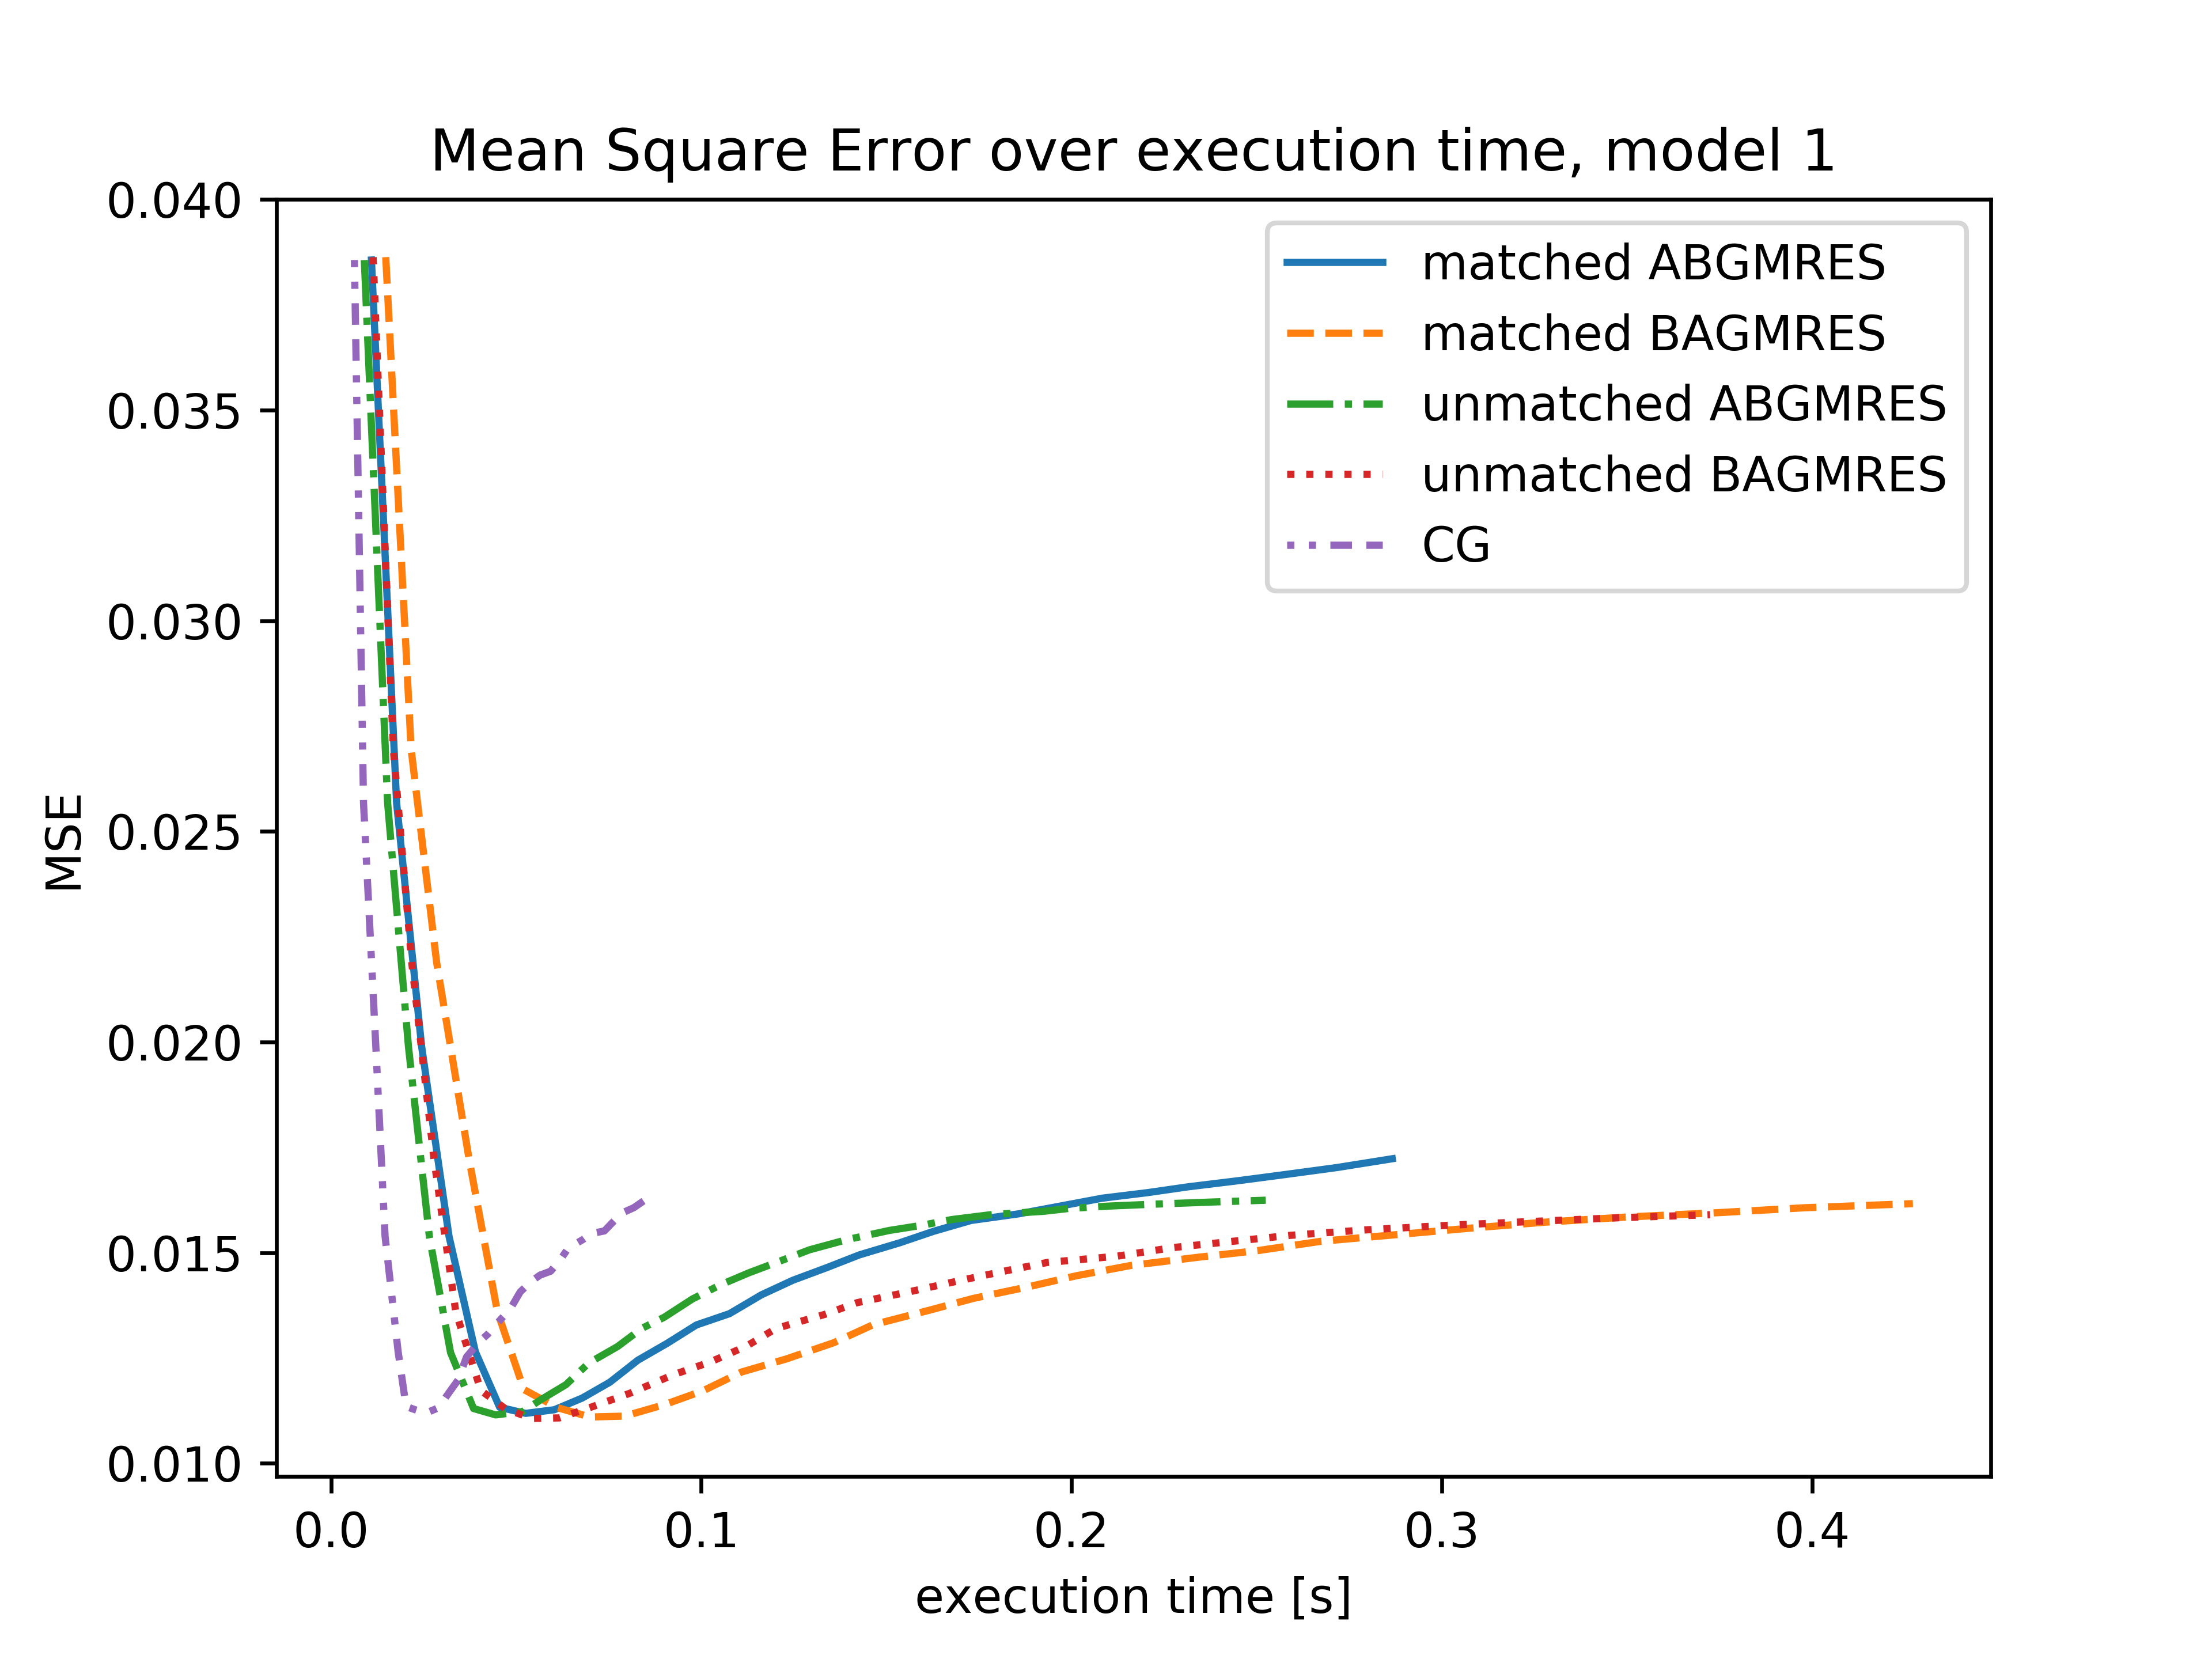 Mean Square Error over execution time, model 1
0.040
0.035
0.030
0.025
0.020
0.015
0.010
MSE
matched ABGMRES
matched BAGMRES
unmatched ABGMRES
unmatched BAGMRES
CG
0.0 0.1 0.2 0.3 0.4
execution time [s]